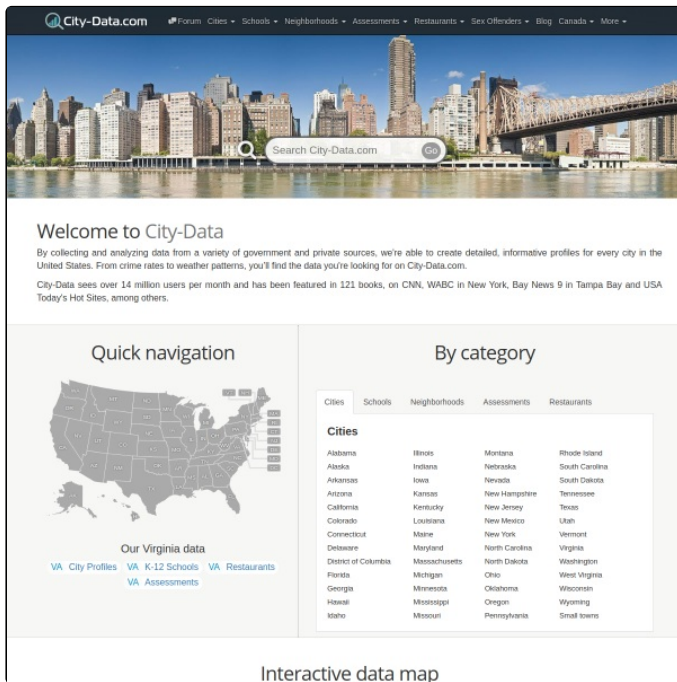 City-Data.com
Forum Cities Schools Neighborhoods Assessments Restaurants Sex Offenders Blog Canada More
Search City-Data.com Go
Welcome to City-Data
By collecting and analyzing data from a variety of government and private sources, we're able to create detailed, informative profiles for every city in the
United States. From crime rates to weather patterns, you'll find the data you're looking for on City-Data.com.
City-Data sees over 14 million users per month and has been featured in 121 books, on CNN, WABC in New York, Bay News 9 in Tampa Bay and USA
Today's Hot Sites, among others.
Quick navigation
Our Virginia data
VA City Profiles VA K-12 Schools VA Restaurants
VA Assessments
By category
Cities Schools Neighborhoods Assessments Restaurants
Cities
Alabama Illinois Montana Rhode Island
Alaska Indiana Nebraska South Carolina
Arkansas Iowa Nevada South Dakota
Arizona Kansas New Hampshire Tennessee
California Kentucky New Jersey Texas
Colorado Louisiana New Mexico Utah
Connecticut Maine New York Vermont
Delaware Maryland North Carolina Virginia
District of Columbia Massachusetts North Dakota Washington
Florida Michigan Ohio West Virginia
Georgia Minnesota Oklahoma Wisconsin
Hawaii Mississippi Oregon Wyoming
Idaho Missouri Pennsylvania Small towns
Interactive data map